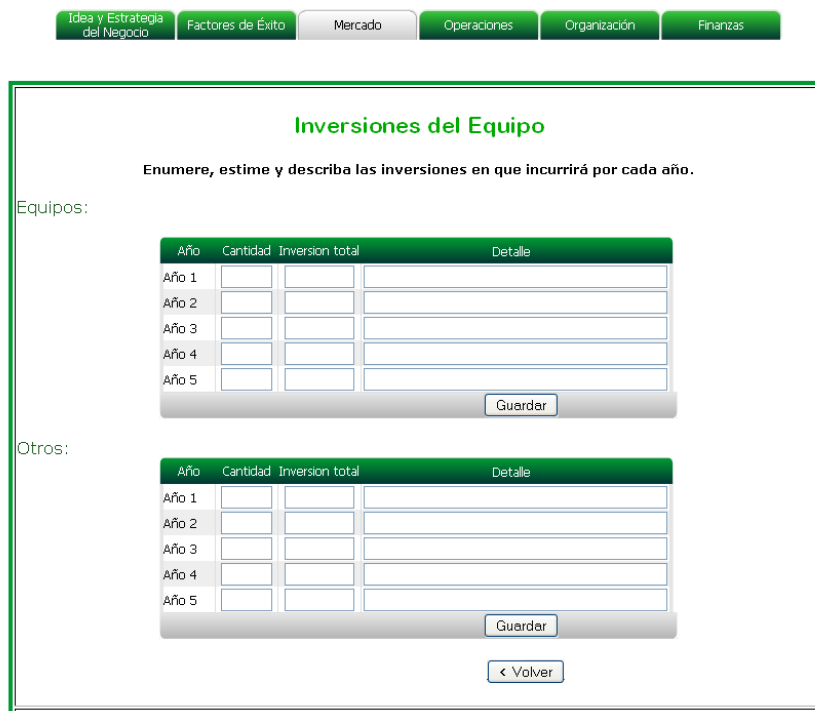 Idea y Estrategia
del Negocio
Factores de Éxito
Mercado
Operaciones
Organización
Finanzas
Inversiones del Equipo
Enumere, estime y describa las inversiones en que incurrirá por cada año.
Equipos:
Año Cantidad Inversion total Detalle
Año 1
Año 2
Año 3
Año 4
Año 5
Guardar
Otros:
Año Cantidad Inversion total Detalle
Año 1
Año 2
Año 3
Año 4
Año 5
Guardar
< Volver